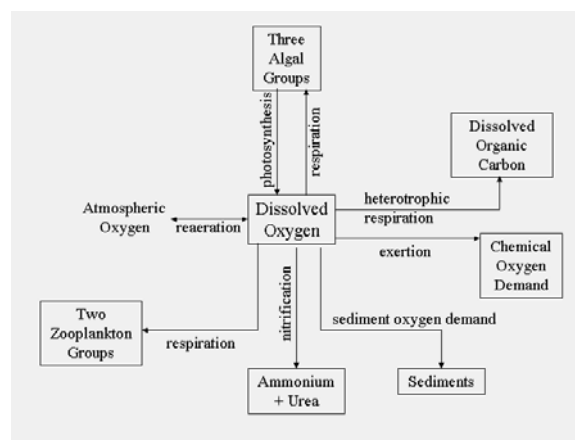 Three
Algal
Groups
photosynthesis
respiration
Dissolved
Organic
Carbon
heterotrophic
respiration
Atmospheric
Oxygen
reaeration
Dissolved
Oxygen
exertion
Chemical
Oxygen
Demand
Two
Zooplankton
Groups
respiration
nitrification
sediment oxygen demand
Ammonium
+ Urea
Sediments